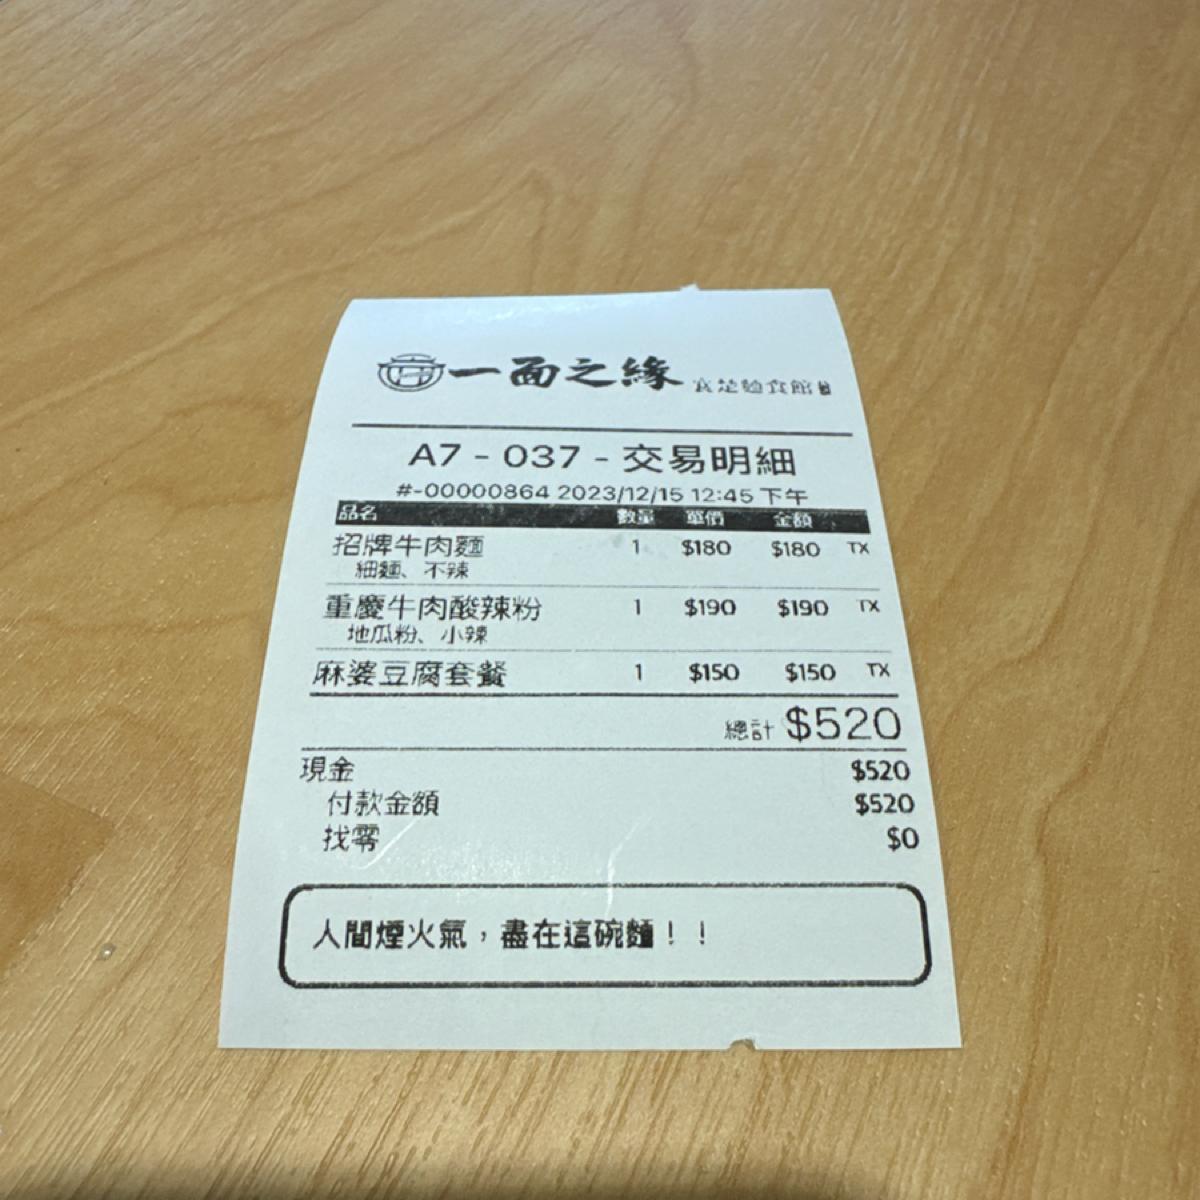 一面之緣
A7 - 037 - 交易明細
#-00000864 2023/12/15 12:45 下午
品名 數量 單價 金額
招牌牛肉麵 1 $180 $180 TX
細麵、不辣
重慶牛肉酸辣粉 1 $190 $190 TX
地瓜粉、小辣
麻婆豆腐套餐 1 $150 $150 TX
總計 $520
現金 $520
付款金額 $520
找零 $0
人間煙火氣，盡在這碗麵！！